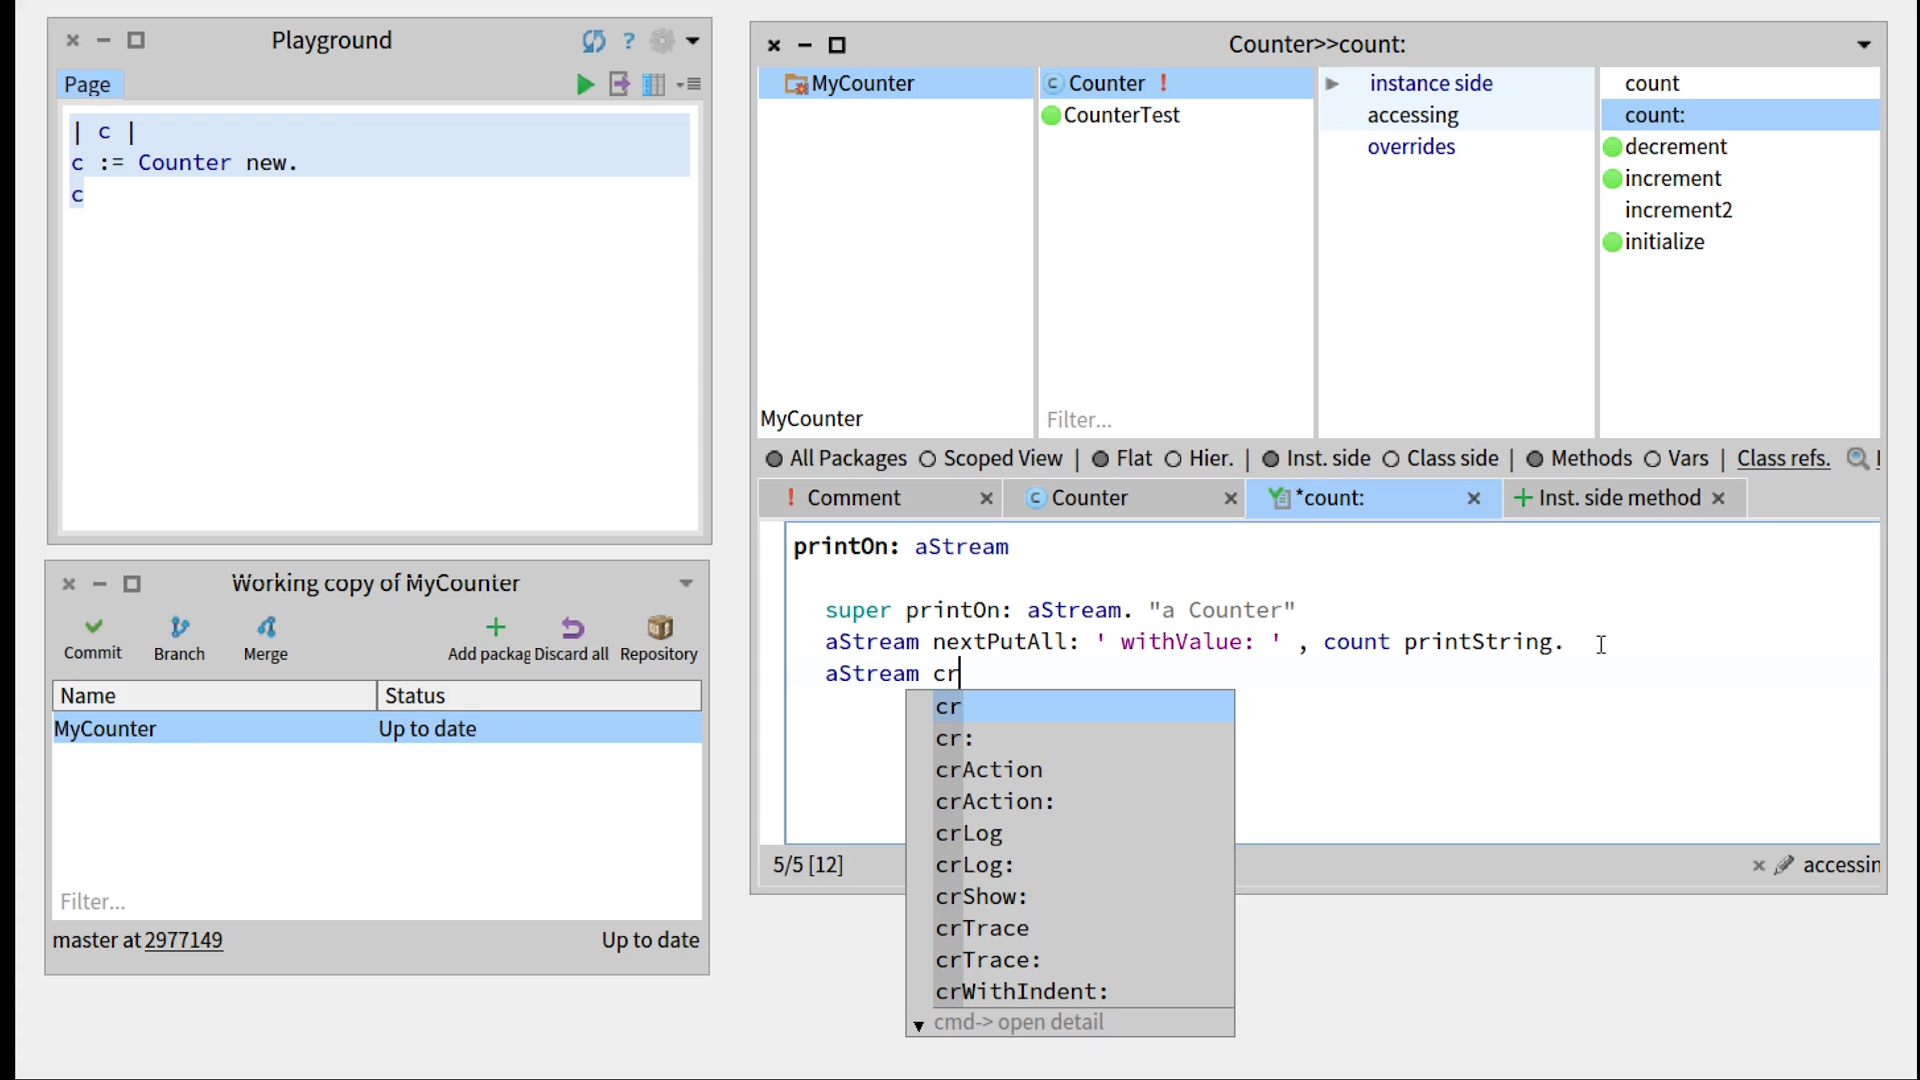 Playground
?
Page
| c |
c := Counter new.
c
Working copy of MyCounter
Commit
Branch
Merge
Add packag
Discard all
Repository
Name
Status
MyCounter
Up to date
Filter...
master at 2977149
Up to date
Counter>>count:
MyCounter
MyCounter
Counter !
CounterTest
Filter...
instance side
accessing
overrides
count
count:
decrement
increment
increment2
initialize
All Packages Scoped View | Flat Hier. | Inst. side Class side | Methods Vars | Class refs.
! Comment
Counter
*count:
Inst. side method
printOn: aStream
super printOn: aStream. "a Counter"
aStream nextPutAll: ' withValue: ' , count printString.
aStream cr
cr
cr:
crAction
crAction:
crLog
crLog:
crShow:
crTrace
crTrace:
crWithIndent:
cmd-> open detail
5/5 [12]
accessin